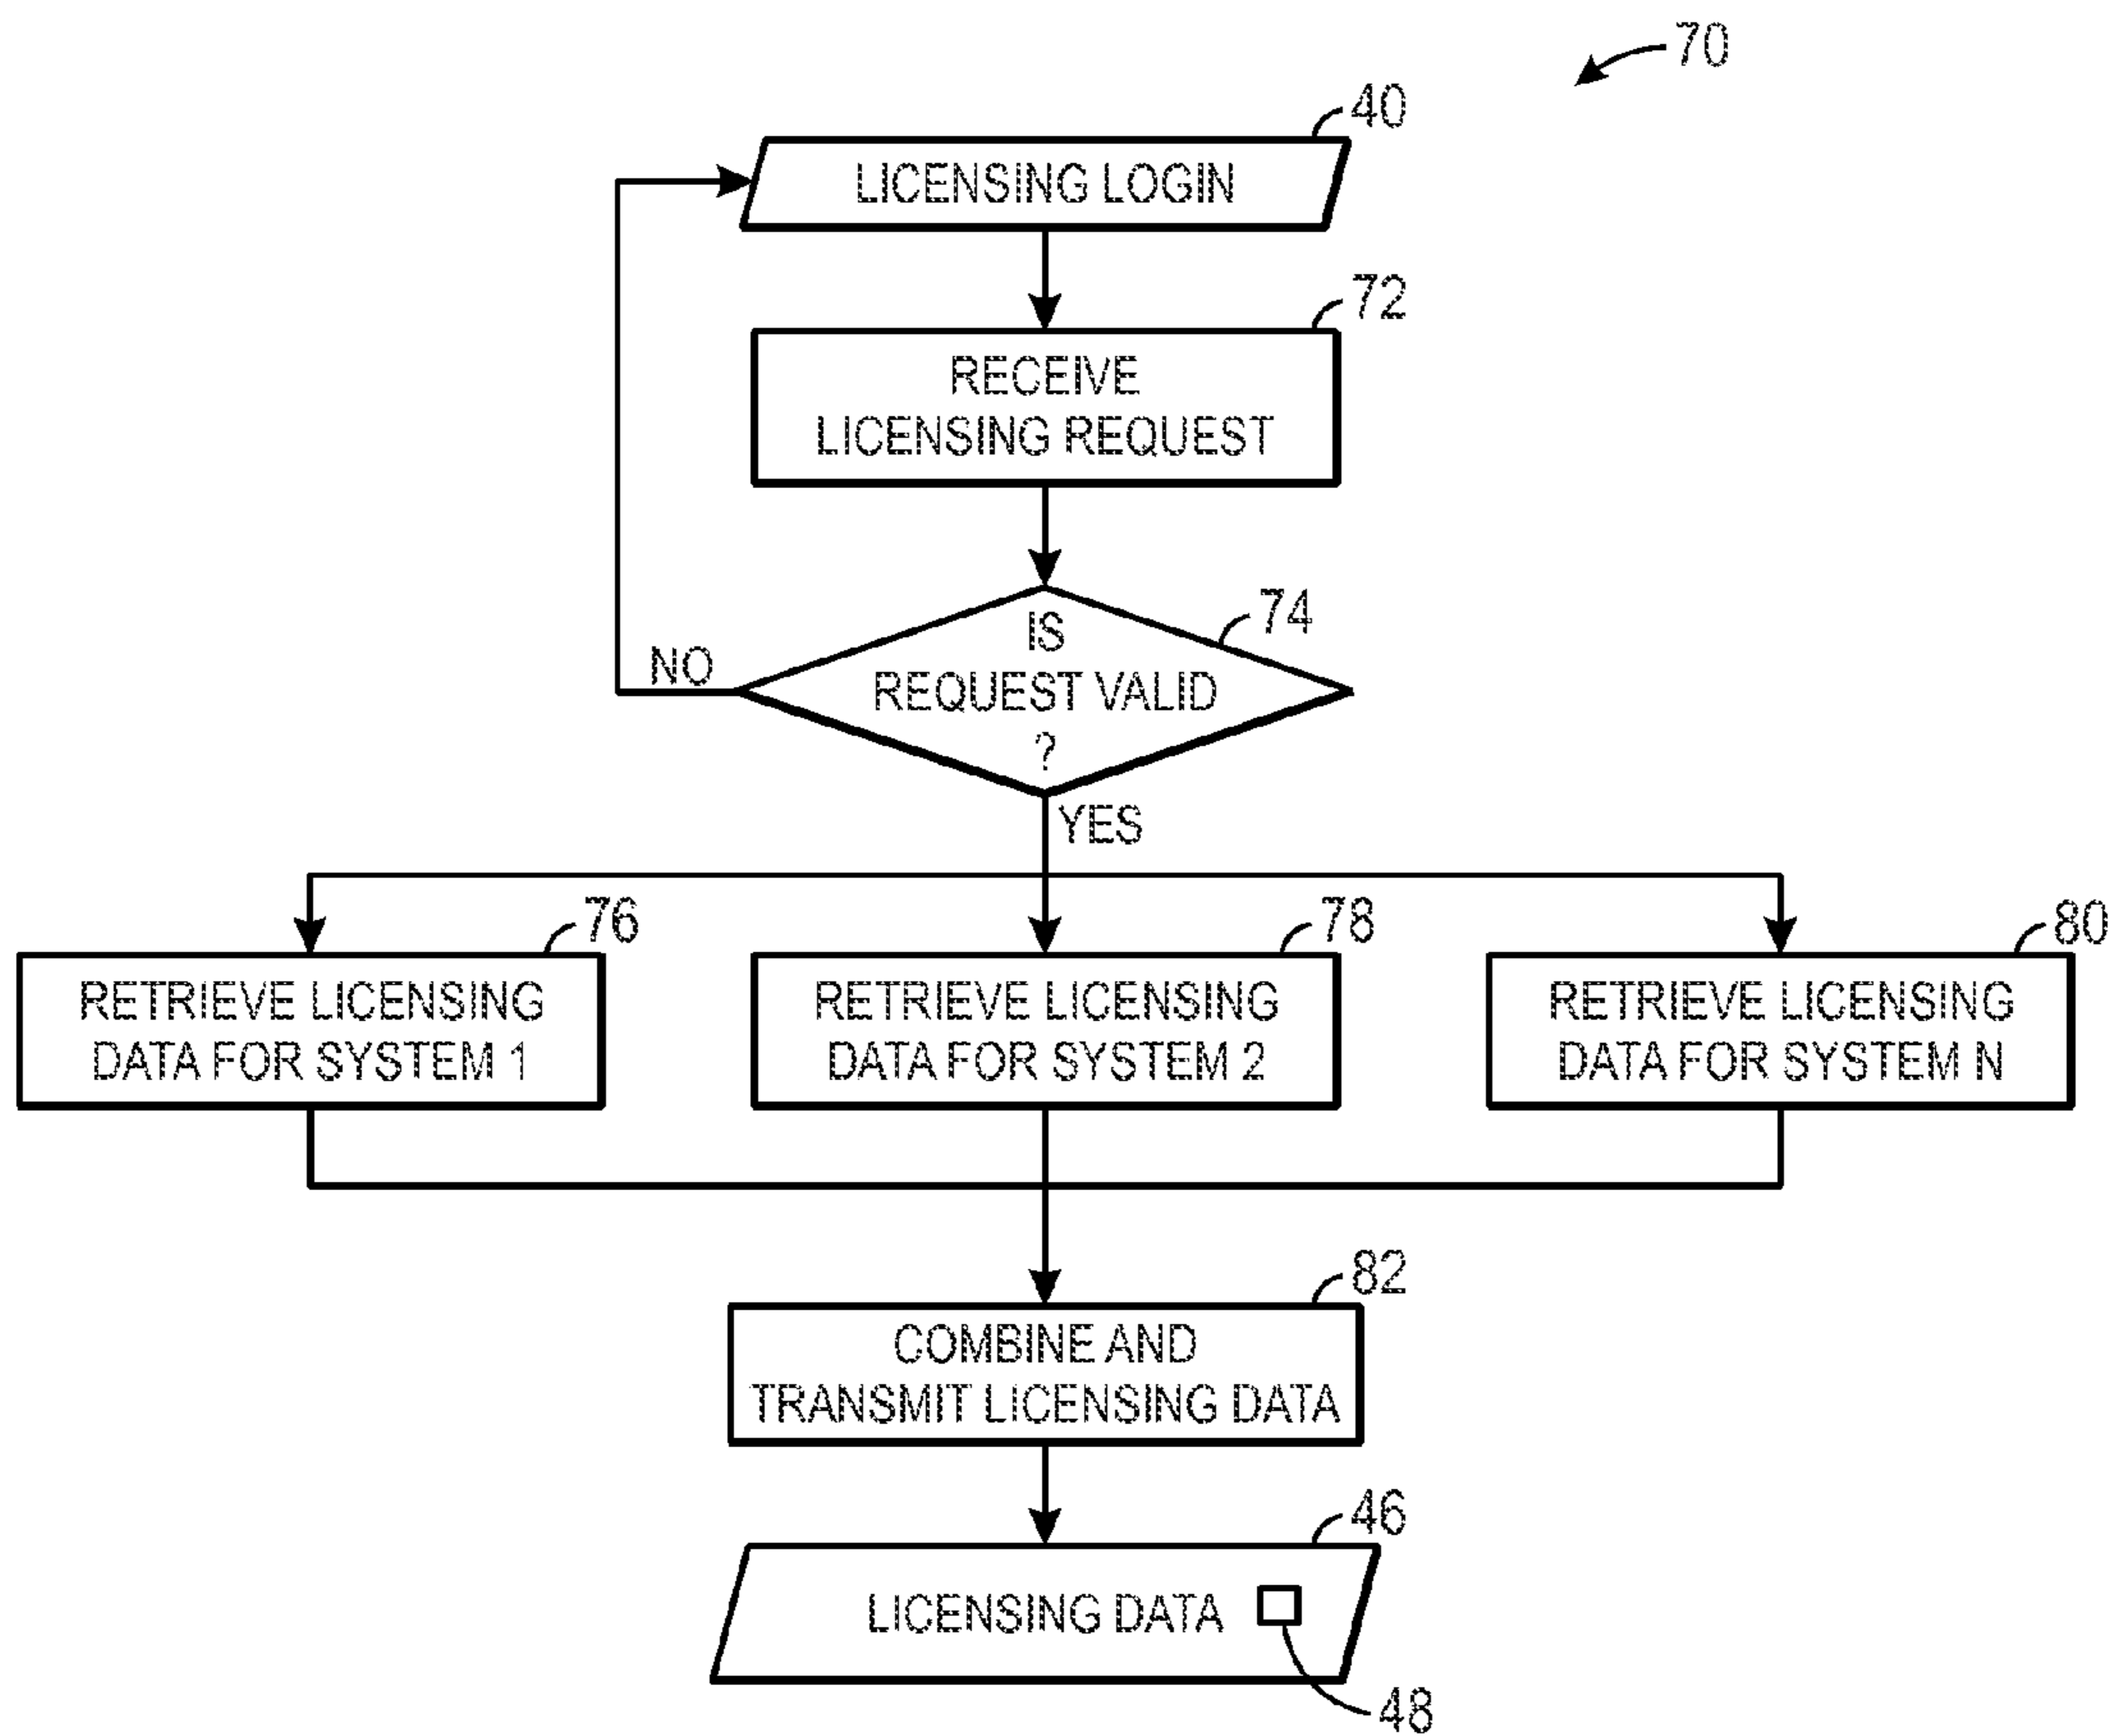 70
40
LICENSING LOGIN
72
RECEIVE
LICENSING REQUEST
74
IS
REQUEST VALID
?
NO
YES
76
RETRIEVE LICENSING
DATA FOR SYSTEM 1
78
RETRIEVE LICENSING
DATA FOR SYSTEM 2
80
RETRIEVE LICENSING
DATA FOR SYSTEM N
82
COMBINE AND
TRANSMIT LICENSING DATA
46
LICENSING DATA
48